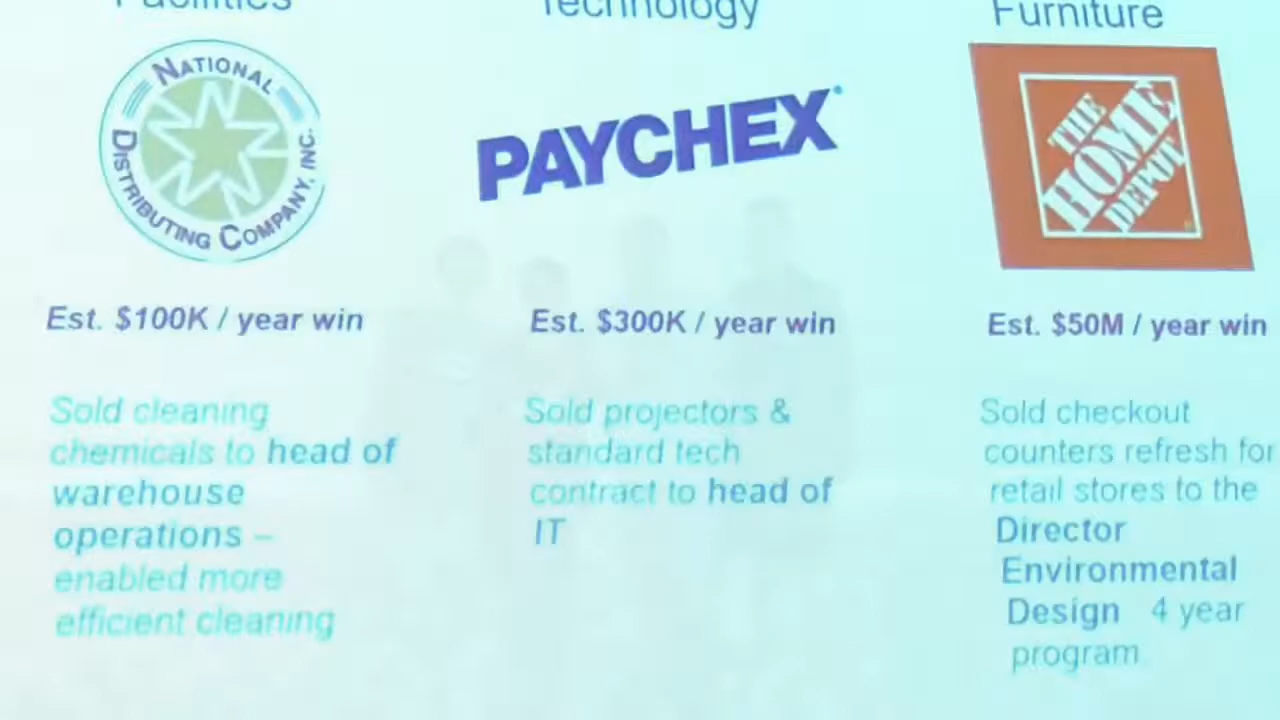 Facilities
Technology
Furniture
NATIONAL
DISTRIBUTING COMPANY, INC.
PAYCHEX
THE
HOME
DEPOT
Est. $100K / year win
Est. $300K / year win
Est. $50M / year win
Sold cleaning
chemicals to head of
warehouse
operations –
enabled more
efficient cleaning
Sold projectors &
standard tech
contract to head of
IT
Sold checkout
counters refresh for
retail stores to the
Director
Environmental
Design 4 year
program